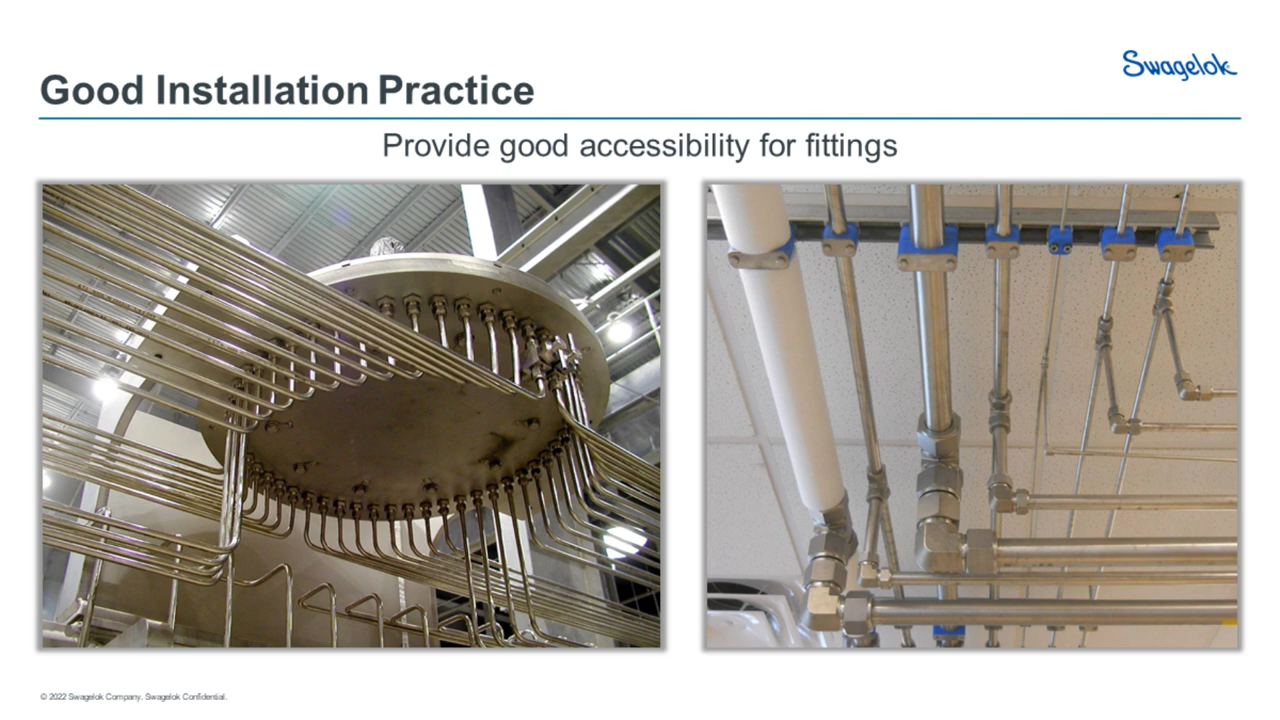 Swagelok
Good Installation Practice
Provide good accessibility for fittings
© 2022 Swagelok Company. Swagelok Confidential.